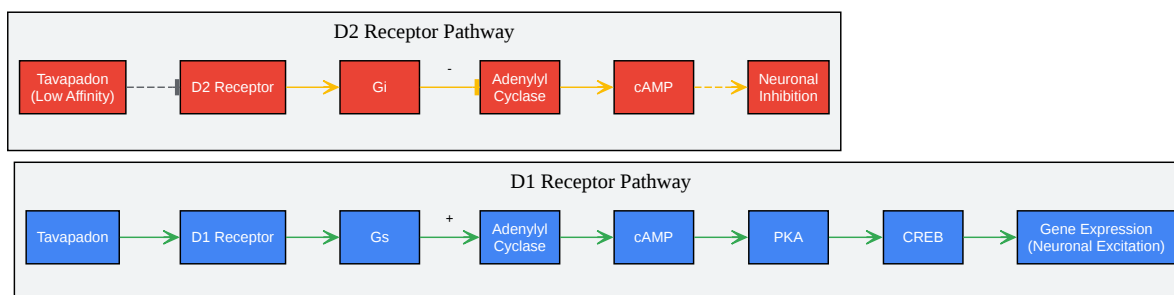 D2 Receptor Pathway
Tavapadon
(Low Affinity)
D2 Receptor
Gi
-
Adenylyl
Cyclase
cAMP
Neuronal
Inhibition
D1 Receptor Pathway
Tavapadon
D1 Receptor
Gs
+
Adenylyl
Cyclase
cAMP
PKA
CREB
Gene Expression
(Neuronal Excitation)